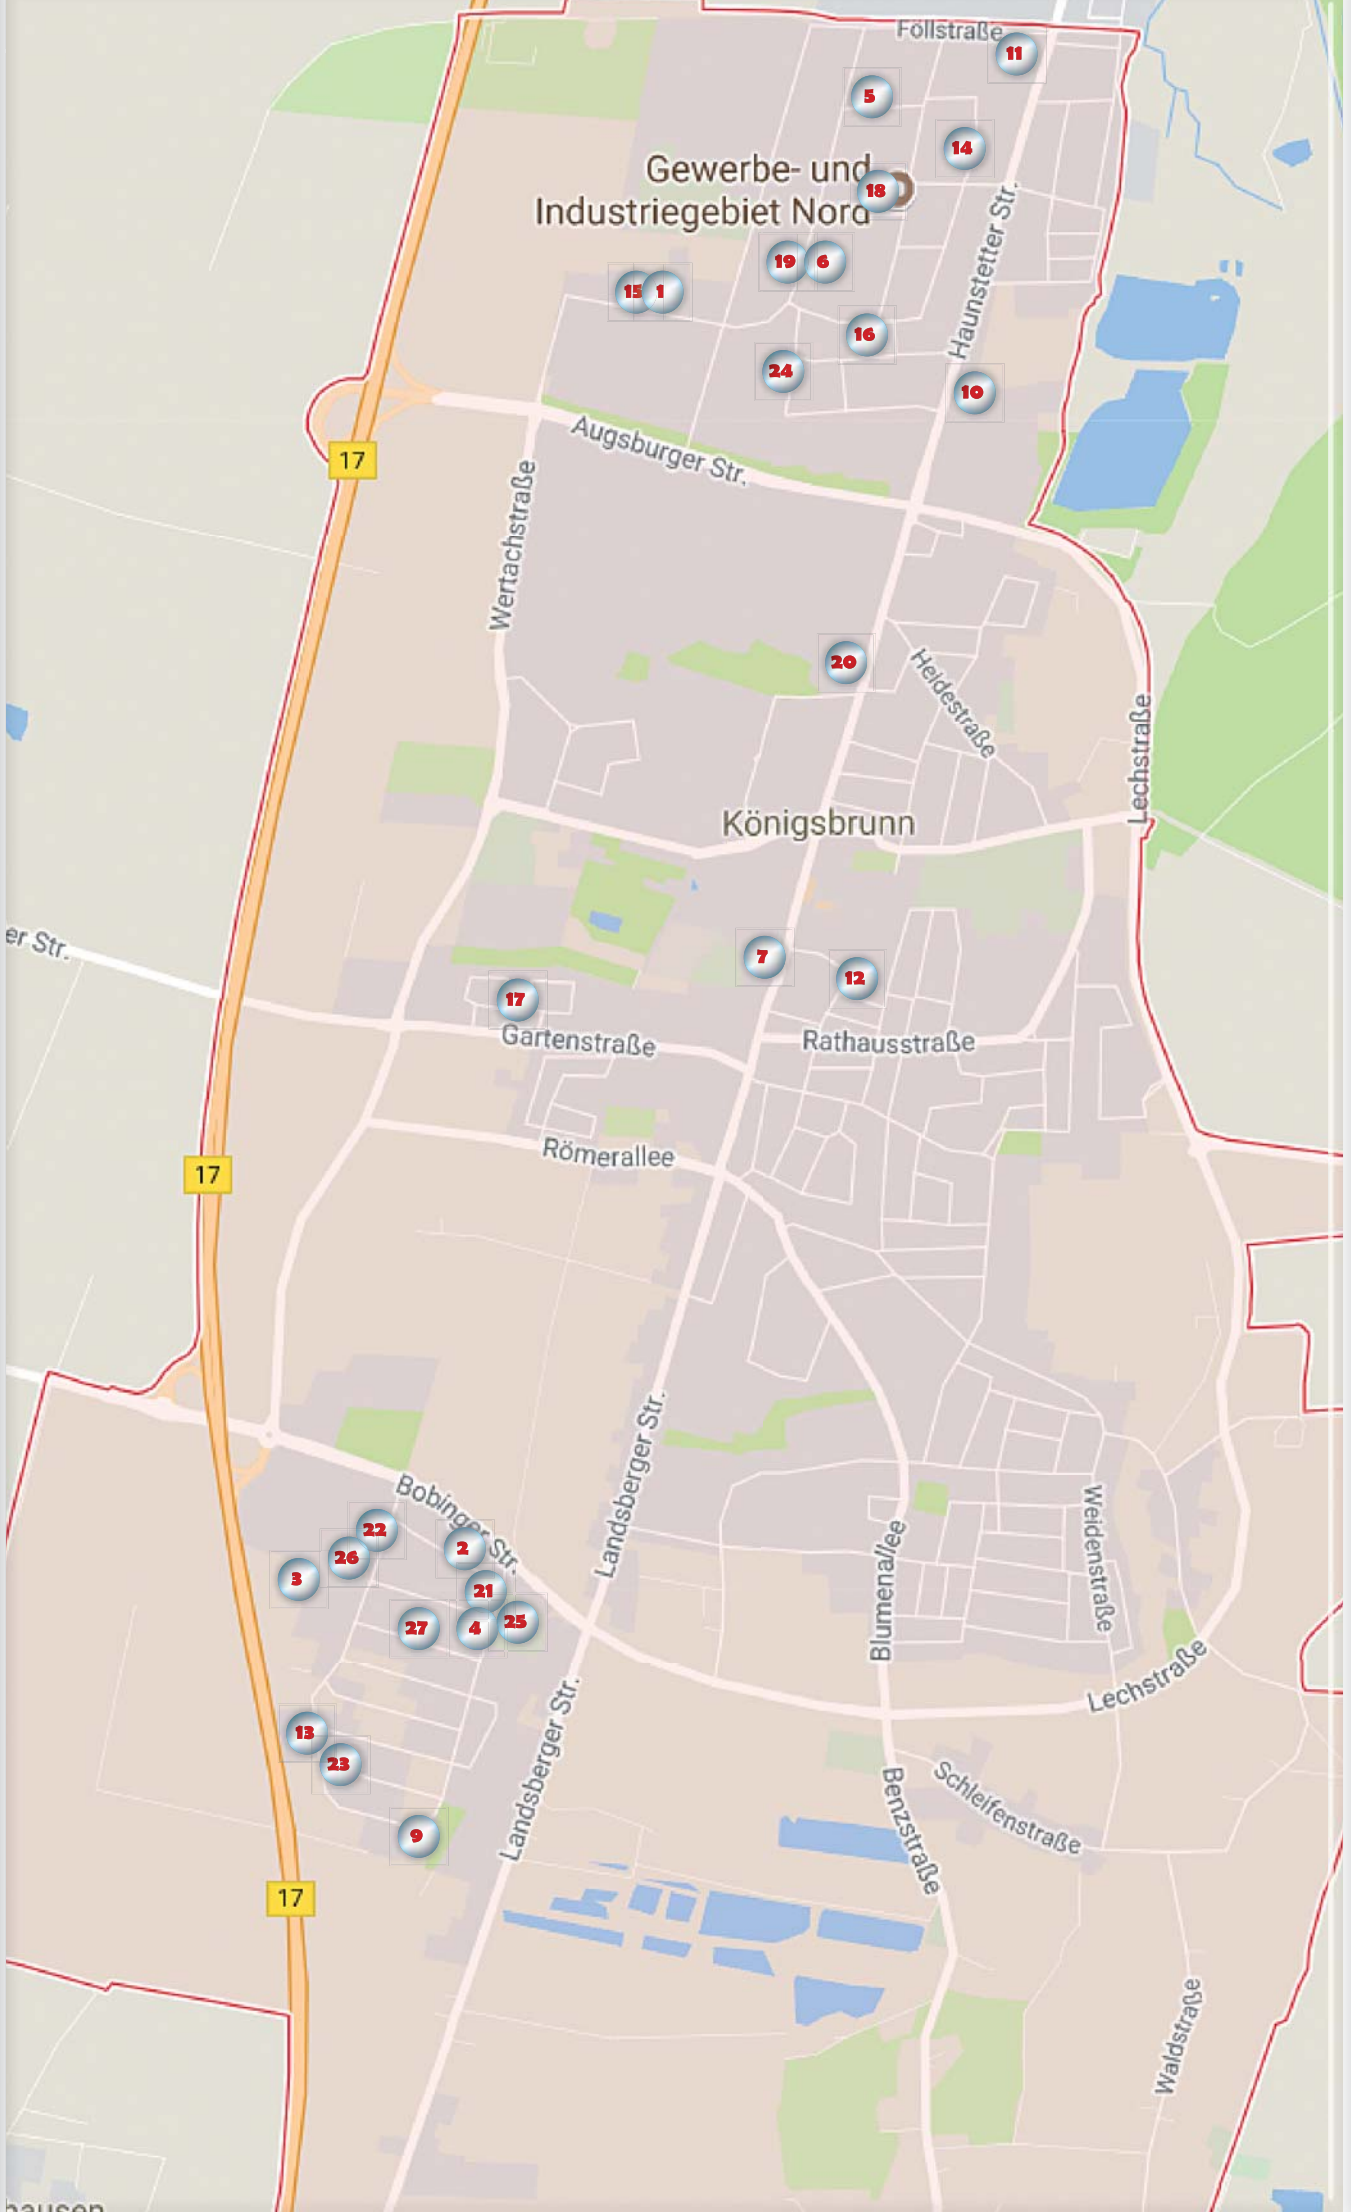 Föllstraße
11
5
14
Gewerbe- und
18
Industriegebiet Nord
Haunstetter Str.
19
6
15
1
16
24
10
Augsburger Str.
17
Wertachstraße
20
Heidestraße
Lechstraße
Königsbrunn
er Str.
7
12
17
Gartenstraße
Rathausstraße
Römerallee
17
Landsberger Str.
Bobinger Str.
Weidenstraße
Blumenallee
22
2
26
3
21
27
4
25
Lechstraße
Landsberger Str.
13
23
Benzstraße
Schleifenstraße
9
17
Waldstraße
hausen